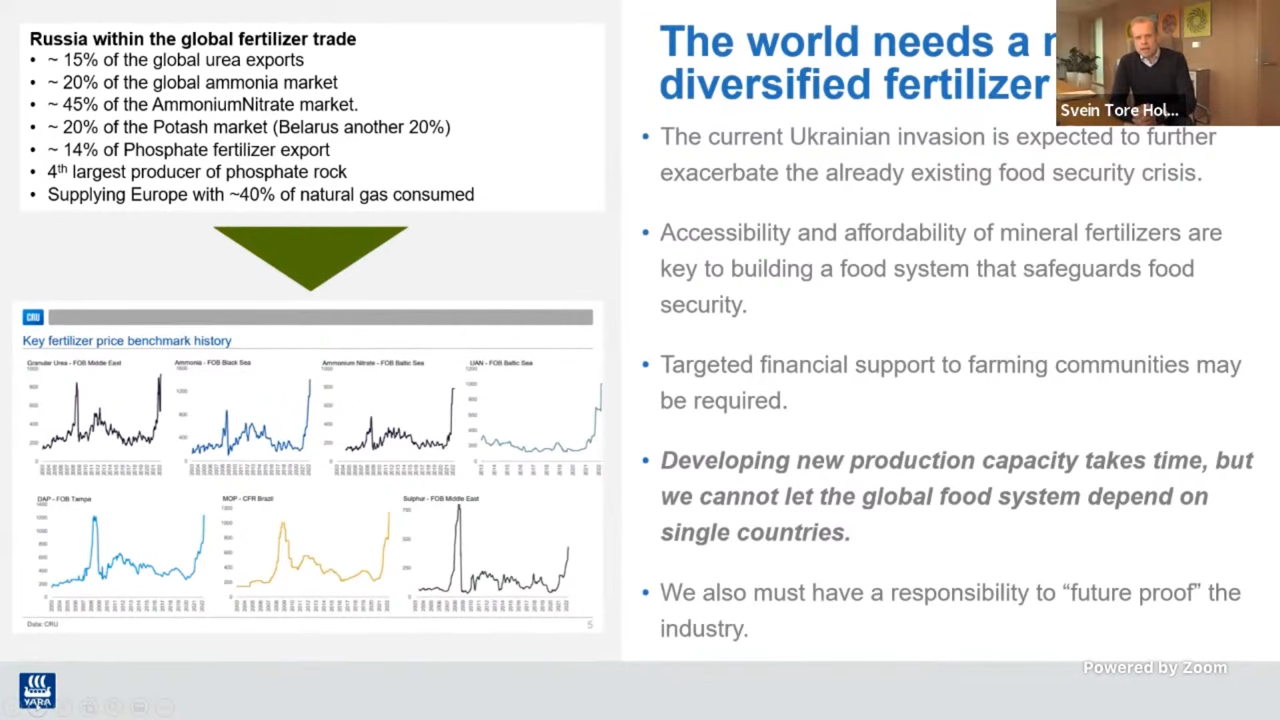 Russia within the global fertilizer trade
• ~ 15% of the global urea exports
• ~ 20% of the global ammonia market
• ~ 45% of the AmmoniumNitrate market.
• ~ 20% of the Potash market (Belarus another 20%)
• ~ 14% of Phosphate fertilizer export
• 4th largest producer of phosphate rock
• Supplying Europe with ~40% of natural gas consumed
CRU
Key fertilizer price benchmark history
Granular Urea - FOB Middle East
Ammonia - FOB Black Sea
Ammonium Nitrate - FOB Baltic Sea
UAN - FOB Baltic Sea
DAP - FOB Tampa
MOP - CFR Brazil
Sulphur - FOB Middle East
Data: CRU
5
The world needs a
diversified fertilizer
Svein Tore Hol...
• The current Ukrainian invasion is expected to further
exacerbate the already existing food security crisis.
• Accessibility and affordability of mineral fertilizers are
key to building a food system that safeguards food
security.
• Targeted financial support to farming communities may
be required.
• Developing new production capacity takes time, but
we cannot let the global food system depend on
single countries.
• We also must have a responsibility to “future proof” the
industry.
Powered by Zoom
YARA